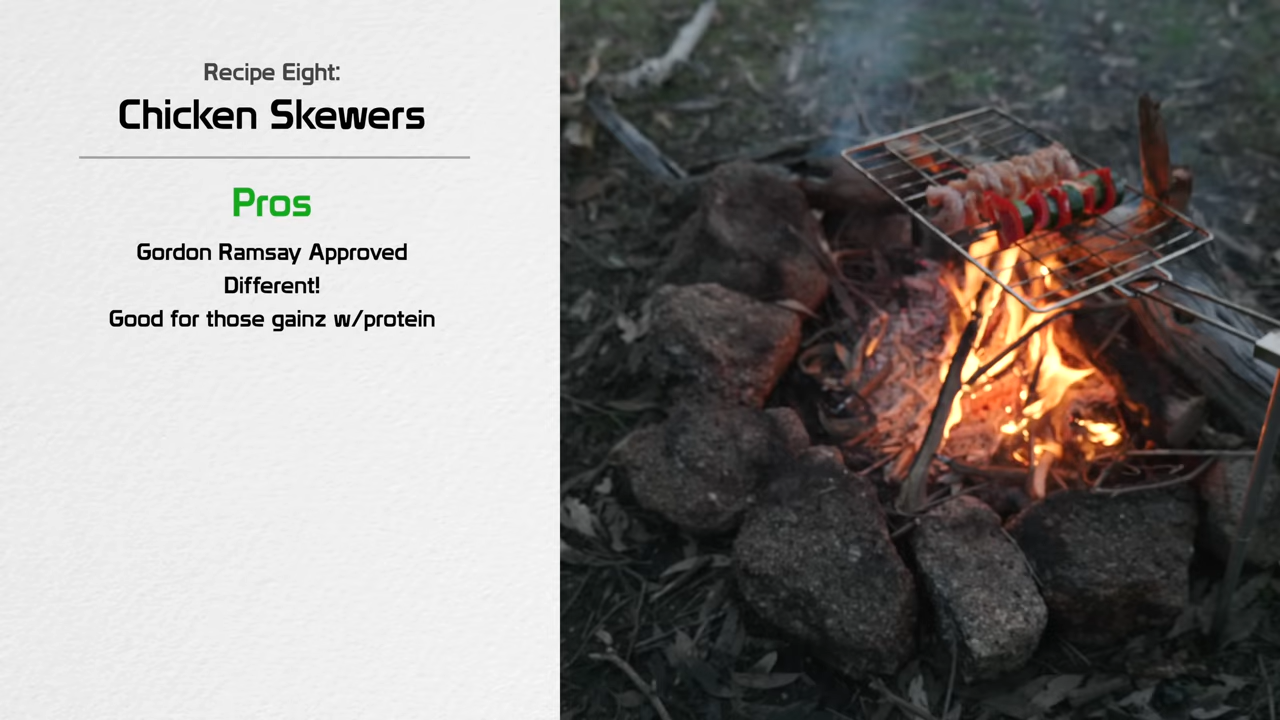 Recipe Eight:
Chicken Skewers
Pros
Gordon Ramsay Approved
Different!
Good for those gainz w/protein